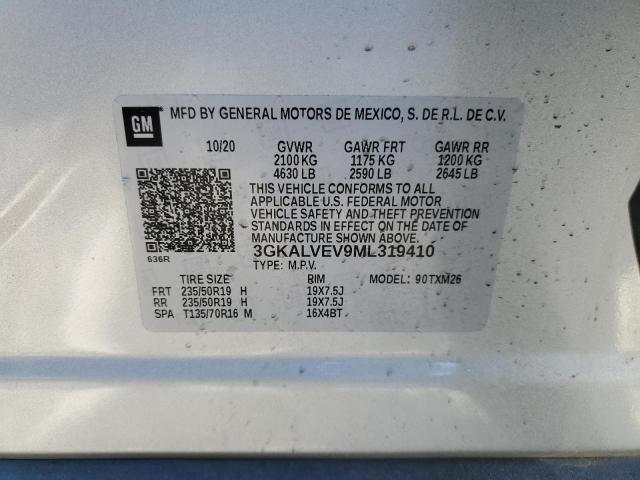 GM MFD BY GENERAL MOTORS DE MEXICO, S. DE R.L. DE C.V.
10/20 GVWR GAWR FRT GAWR RR
2100 KG 1175 KG 1200 KG
4630 LB 2590 LB 2645 LB
THIS VEHICLE CONFORMS TO ALL
APPLICABLE U.S. FEDERAL MOTOR
VEHICLE SAFETY AND THEFT PREVENTION
STANDARDS IN EFFECT ON THE DATE OF
MANUFACTURE SHOWN ABOVE.
636R 3GKALVEV9ML319410
TYPE: M.P.V. MODEL: 90TXM26
TIRE SIZE RIM
FRT 235/50R19 H 19X7.5J
RR 235/50R19 H 19X7.5J
SPA T135/70R16 M 16X4BT